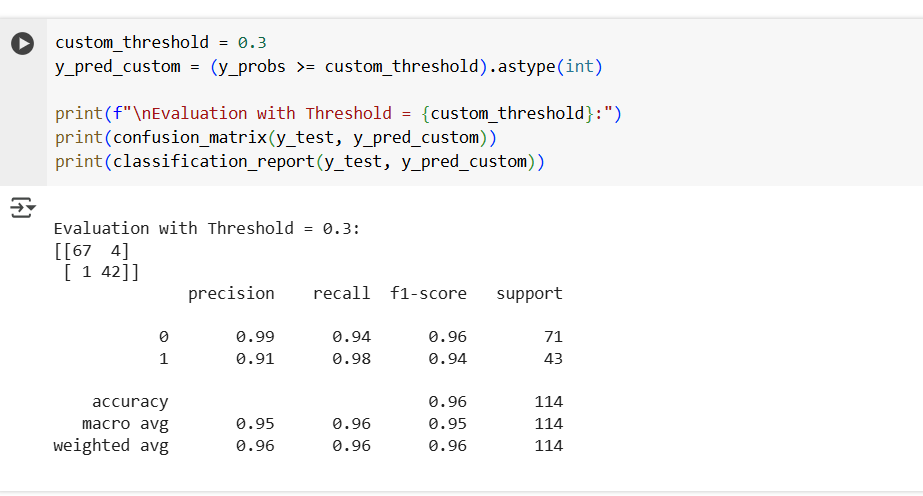 custom_threshold = 0.3
y_pred_custom = (y_probs >= custom_threshold).astype(int)
print(f"\nEvaluation with Threshold = {custom_threshold}:")
print(confusion_matrix(y_test, y_pred_custom))
print(classification_report(y_test, y_pred_custom))
Evaluation with Threshold = 0.3:
[[67  4]
 [ 1 42]]
              precision    recall  f1-score   support
           0       0.99      0.94      0.96        71
           1       0.91      0.98      0.94        43
    accuracy                           0.96       114
   macro avg       0.95      0.96      0.95       114
weighted avg       0.96      0.96      0.96       114